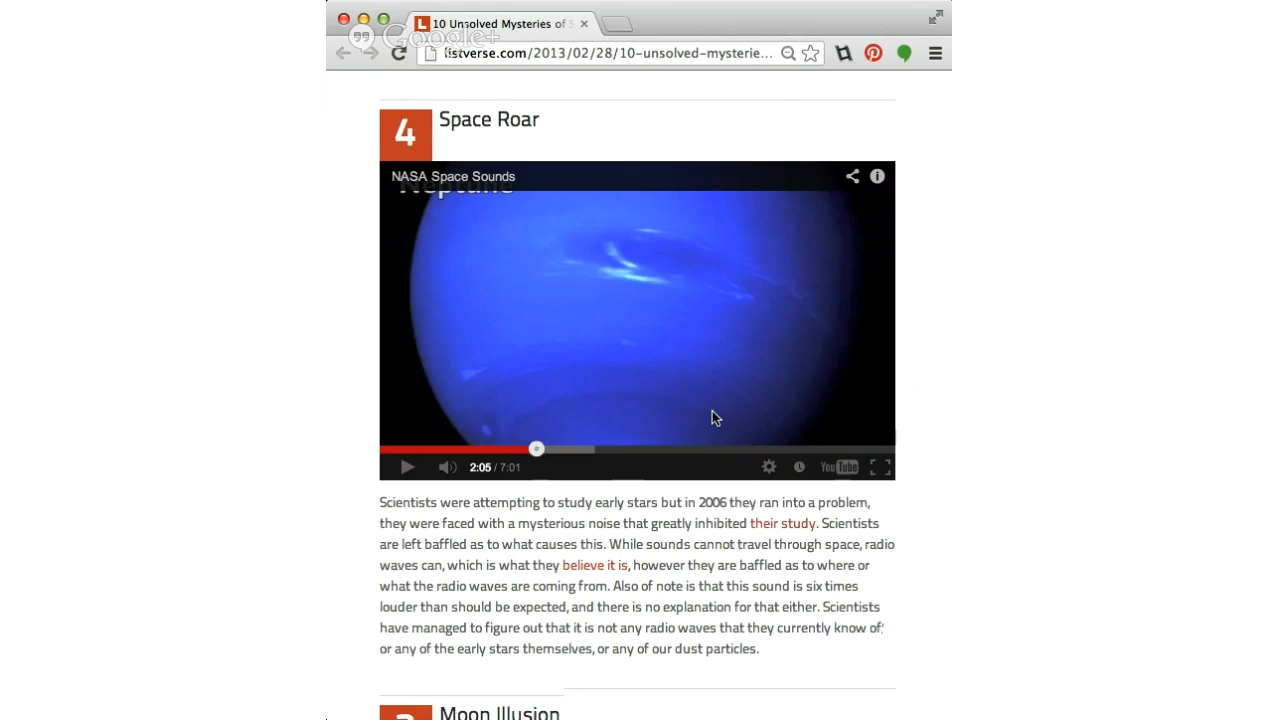 10 Unsolved Mysteries of S
Google+
listverse.com/2013/02/28/10-unsolved-mysterie...
4 Space Roar
NASA Space Sounds
Neptune
2:05 / 7:01
YouTube
Scientists were attempting to study early stars but in 2006 they ran into a problem,
they were faced with a mysterious noise that greatly inhibited their study. Scientists
are left baffled as to what causes this. While sounds cannot travel through space, radio
waves can, which is what they believe it is, however they are baffled as to where or
what the radio waves are coming from. Also of note is that this sound is six times
louder than should be expected, and there is no explanation for that either. Scientists
have managed to figure out that it is not any radio waves that they currently know of,
or any of the early stars themselves, or any of our dust particles.
3 Moon Illusion